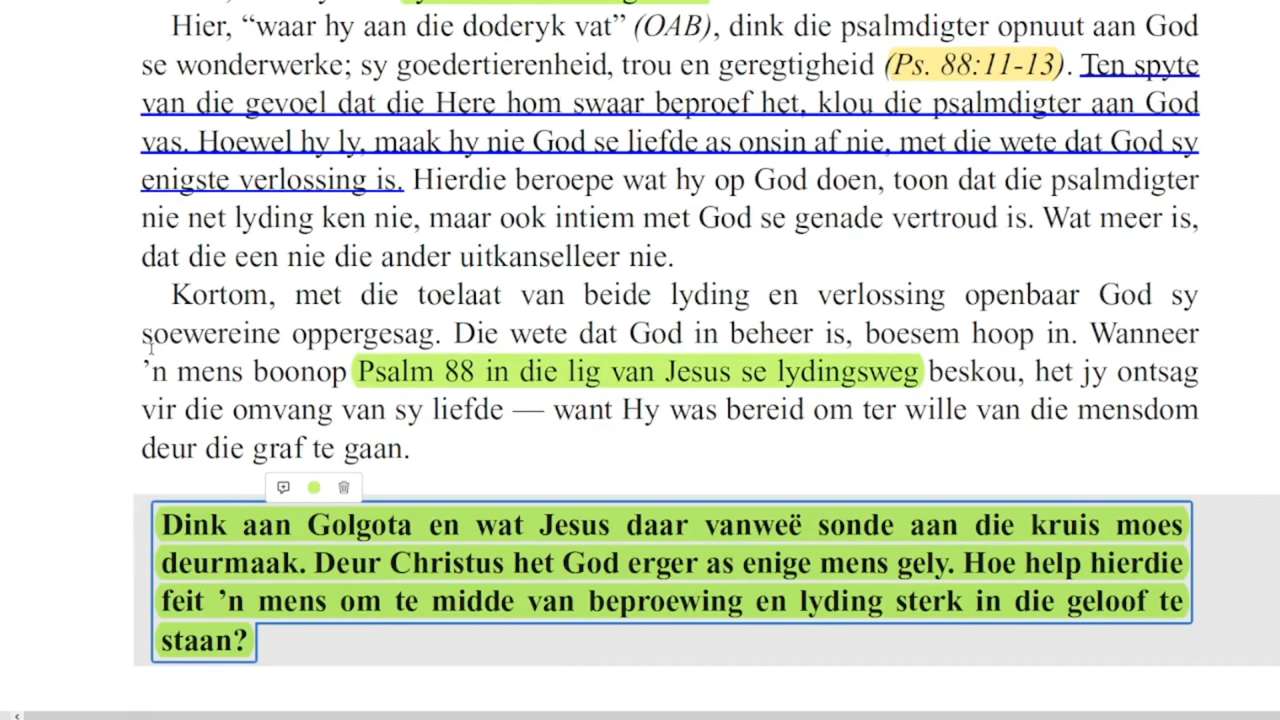 Hier, “waar hy aan die doderyk vat” (OAB), dink die psalmdigter opnuut aan God
se wonderwerke; sy goedertierenheid, trou en geregtigheid (Ps. 88:11-13). Ten spyte
van die gevoel dat die Here hom swaar beproef het, klou die psalmdigter aan God
vas. Hoewel hy ly, maak hy nie God se liefde as onsin af nie, met die wete dat God sy
enigste verlossing is. Hierdie beroepe wat hy op God doen, toon dat die psalmdigter
nie net lyding ken nie, maar ook intiem met God se genade vertroud is. Wat meer is,
dat die een nie die ander uitkanselleer nie.
Kortom, met die toelaat van beide lyding en verlossing openbaar God sy
soewereine oppergesag. Die wete dat God in beheer is, boesem hoop in. Wanneer
’n mens boonop Psalm 88 in die lig van Jesus se lydingsweg beskou, het jy ontsag
vir die omvang van sy liefde — want Hy was bereid om ter wille van die mensdom
deur die graf te gaan.
Dink aan Golgota en wat Jesus daar vanweë sonde aan die kruis moes
deurmaak. Deur Christus het God erger as enige mens gely. Hoe help hierdie
feit ’n mens om te midde van beproewing en lyding sterk in die geloof te
staan?